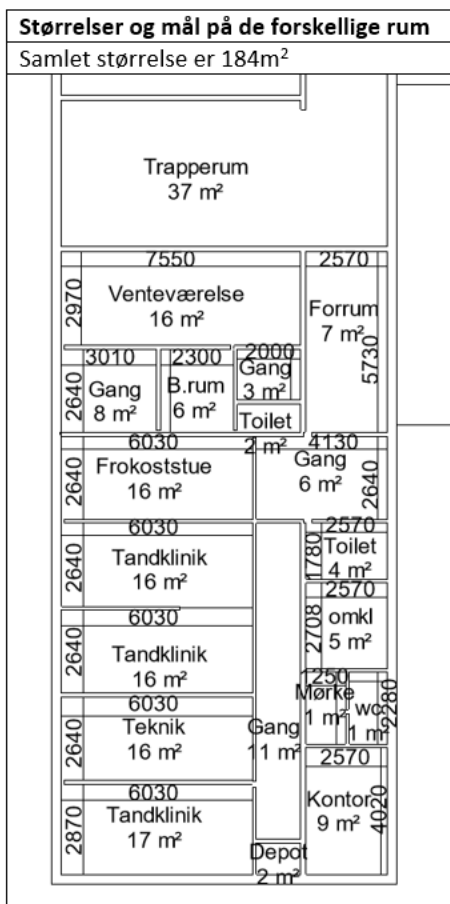 Størrelser og mål på de forskellige rum
Samlet størrelse er 184m²
Trapperum
37 m²
7550
2570
2970
Venteværelse
16 m²
Forrum
7 m²
5730
3010
2300
2000
2640
Gang
8 m²
B.rum
6 m²
Gang
3 m²
Toilet
2 m²
6030
4130
2640
Frokoststue
16 m²
Gang
6 m²
2640
6030
2570
2640
Tandklinik
16 m²
1780
Toilet
4 m²
2570
6030
2640
Tandklinik
16 m²
2708
omkl
5 m²
6030
1250
2640
Teknik
16 m²
Gang
11 m²
Mørke
1 m²
wc
1 m²
2280
6030
2570
2870
Tandklinik
17 m²
Kontor
9 m²
4020
Depot
2 m²